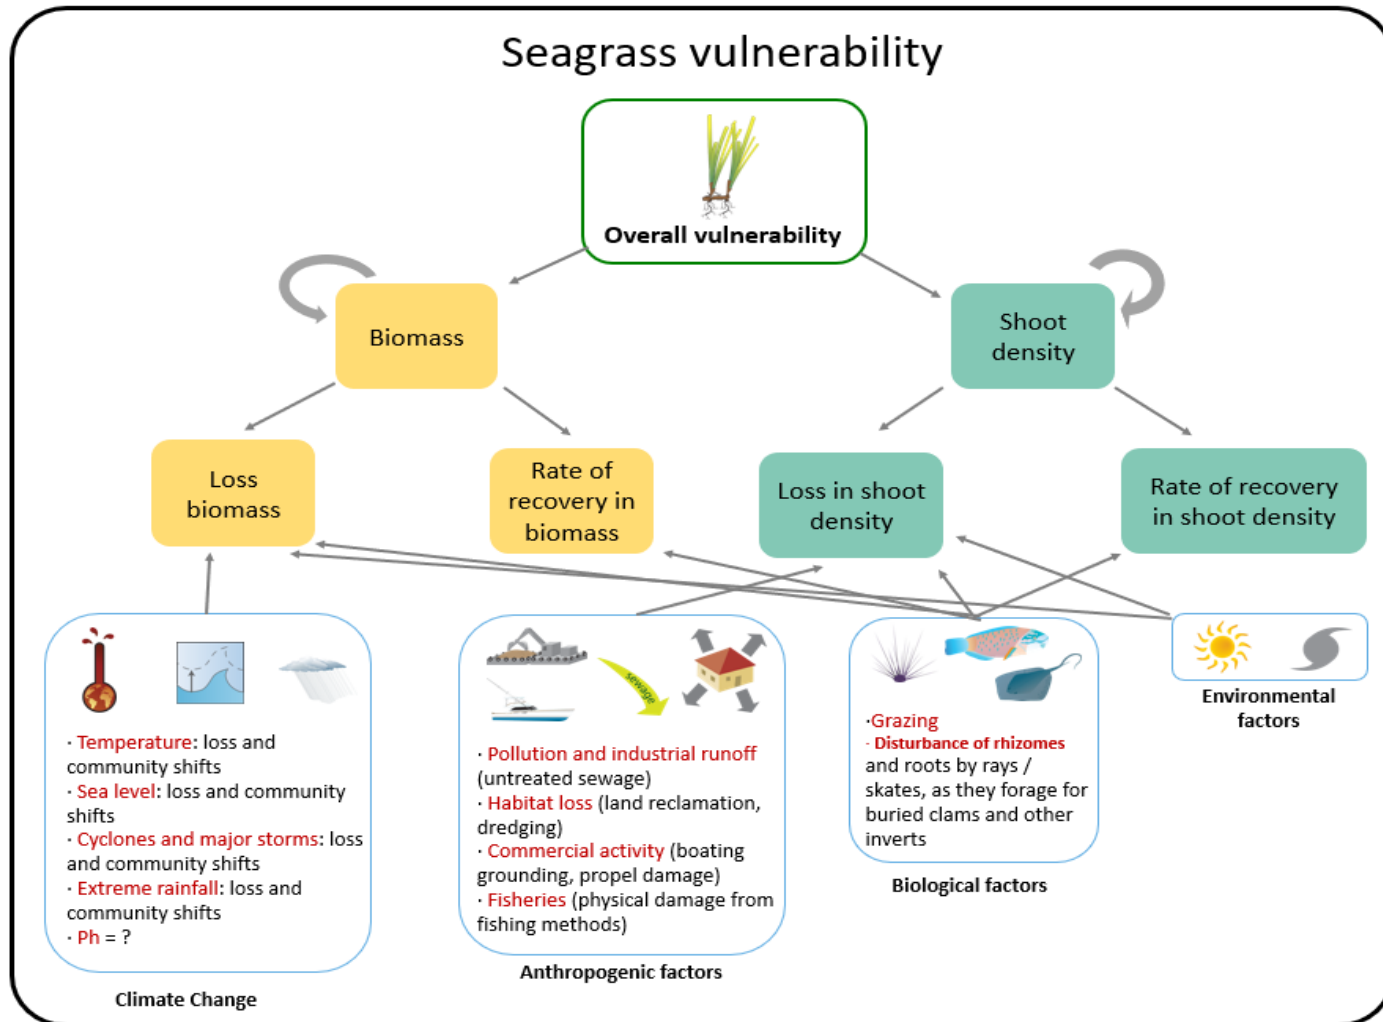 Seagrass vulnerability
Overall vulnerability
Biomass
Shoot
density
Loss
biomass
Rate of
recovery in
biomass
Loss in shoot
density
Rate of recovery
in shoot density
· Temperature: loss and
community shifts
· Sea level: loss and community
shifts
· Cyclones and major storms: loss
and community shifts
· Extreme rainfall: loss and
community shifts
· Ph = ?
Climate Change
sewage
· Pollution and industrial runoff
(untreated sewage)
· Habitat loss (land reclamation,
dredging)
· Commercial activity (boating
grounding, propel damage)
· Fisheries (physical damage from
fishing methods)
Anthropogenic factors
·Grazing
· Disturbance of rhizomes
and roots by rays /
skates, as they forage for
buried clams and other
inverts
Biological factors
Environmental
factors